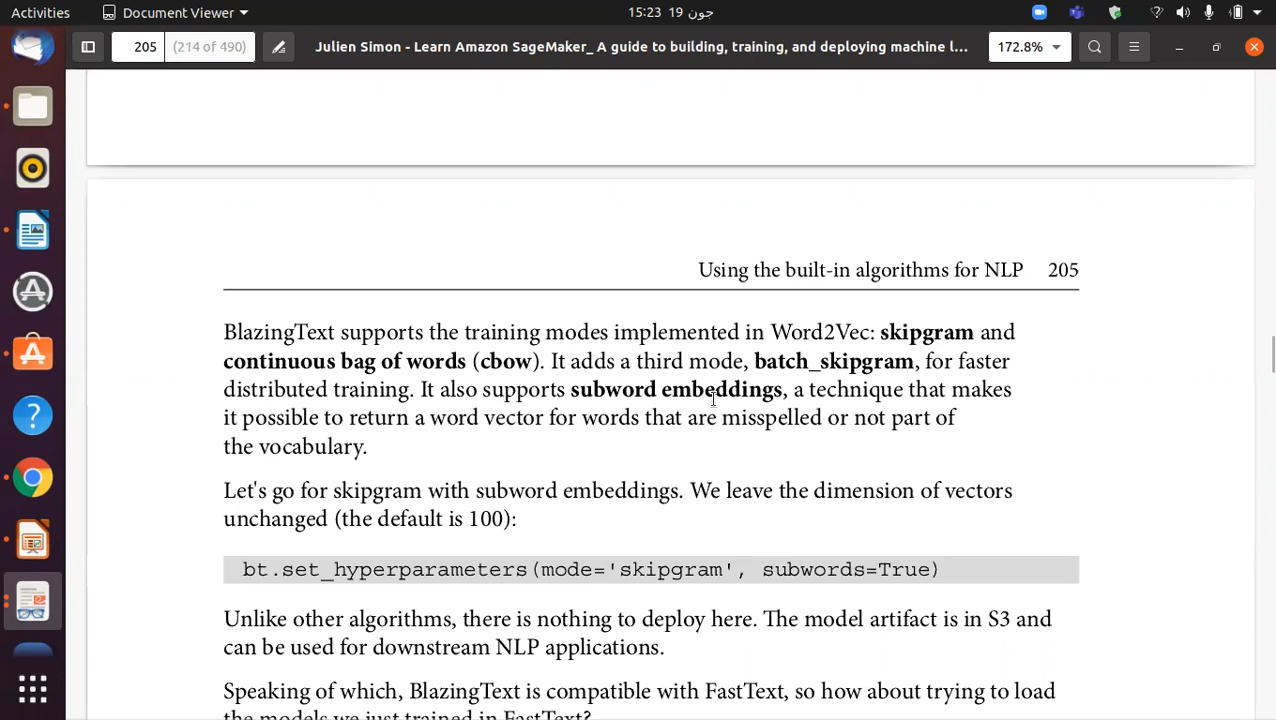 Activities
Document Viewer
15:23 19 جون
205
(214 of 490)
Julien Simon - Learn Amazon SageMaker_ A guide to building, training, and deploying machine l...
172.8%
Using the built-in algorithms for NLP 205
BlazingText supports the training modes implemented in Word2Vec: skipgram and
continuous bag of words (cbow). It adds a third mode, batch_skipgram, for faster
distributed training. It also supports subword embeddings, a technique that makes
it possible to return a word vector for words that are misspelled or not part of
the vocabulary.
Let's go for skipgram with subword embeddings. We leave the dimension of vectors
unchanged (the default is 100):
bt.set_hyperparameters(mode='skipgram', subwords=True)
Unlike other algorithms, there is nothing to deploy here. The model artifact is in S3 and
can be used for downstream NLP applications.
Speaking of which, BlazingText is compatible with FastText, so how about trying to load
the models we just trained in FastText?